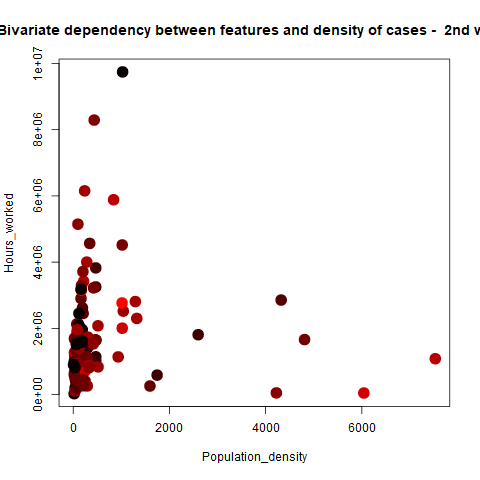 Bivariate dependency between features and density of cases - 2nd w
1e+07
8e+06
6e+06
4e+06
2e+06
0e+00
Hours_worked
0 2000 4000 6000
Population_density